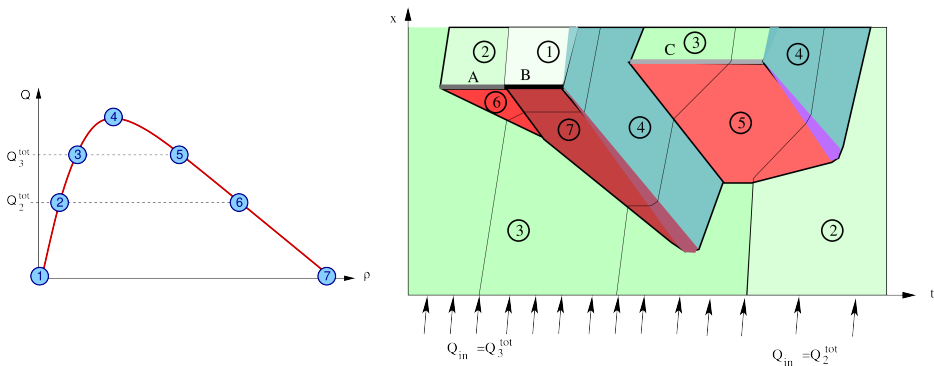 Q
4
Q₃ᵗᵒᵗ 3 5
Q₂ᵗᵒᵗ 2 6
1 7 ρ
x
2 1 3 4
A B C
6
7 4 5
3 2
t
Qin =Q₃ᵗᵒᵗ
Qin =Q₂ᵗᵒᵗ